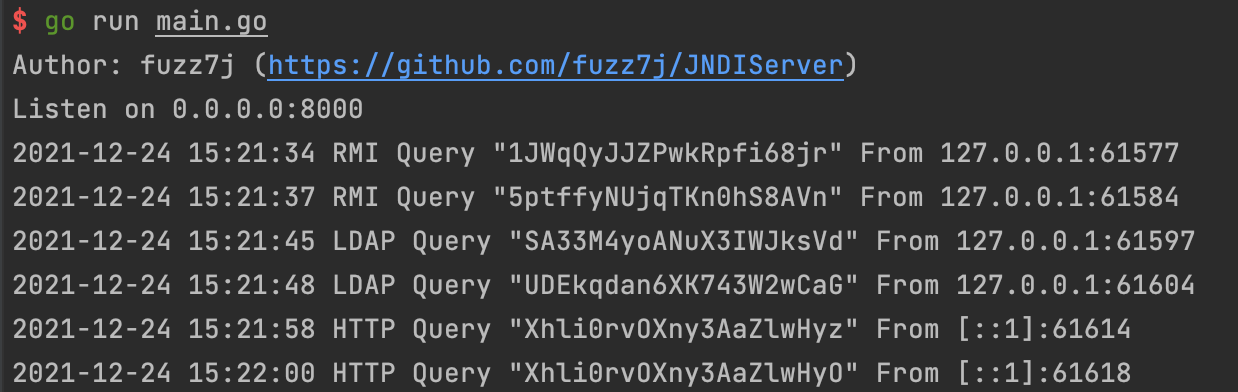 $ go run main.go
Author: fuzz7j (https://github.com/fuzz7j/JNDIServer)
Listen on 0.0.0.0:8000
2021-12-24 15:21:34 RMI Query "1JWqQyJJZPwkRpfi68jr" From 127.0.0.1:61577
2021-12-24 15:21:37 RMI Query "5ptffyNUjqTKn0hS8AVn" From 127.0.0.1:61584
2021-12-24 15:21:45 LDAP Query "SA33M4yoANuX3IWJksVd" From 127.0.0.1:61597
2021-12-24 15:21:48 LDAP Query "UDEkqdan6XK743W2wCaG" From 127.0.0.1:61604
2021-12-24 15:21:58 HTTP Query "Xhli0rvOXny3AaZlwHyz" From [::1]:61614
2021-12-24 15:22:00 HTTP Query "Xhli0rvOXny3AaZlwHyO" From [::1]:61618